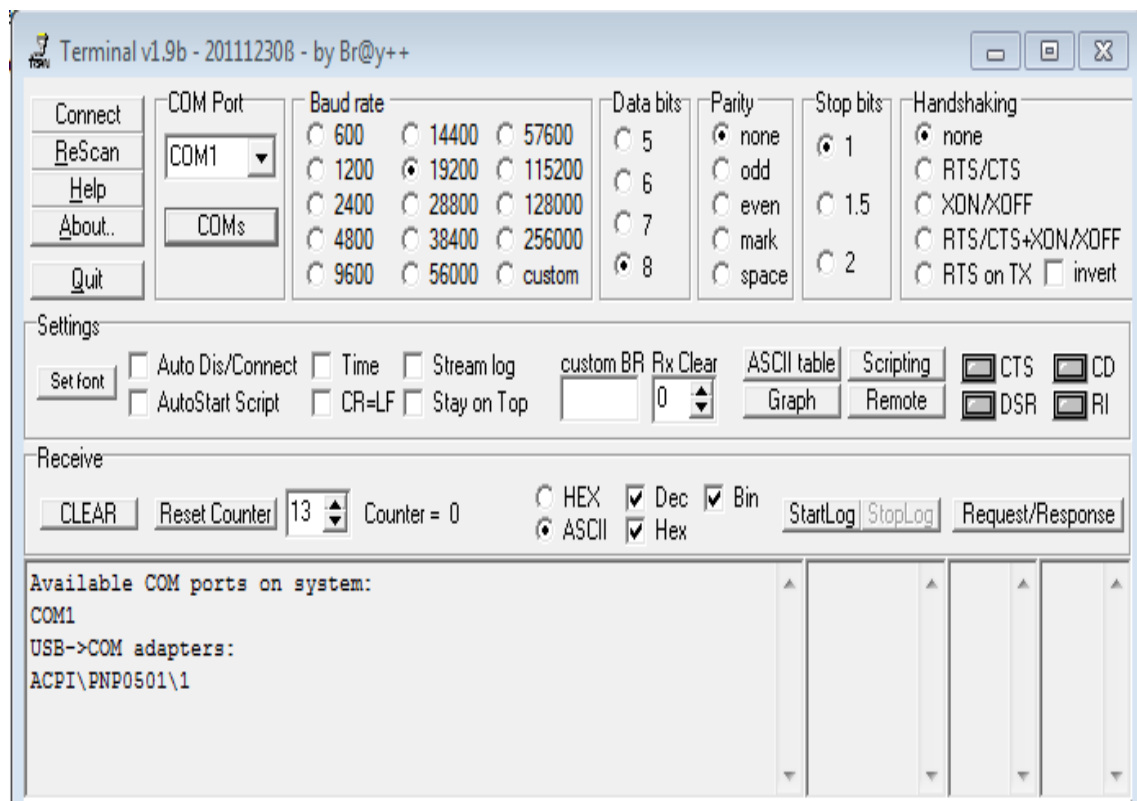 Terminal v1.9b - 20111230ß - by Br@y++
Connect
ReScan
Help
About..
Quit
COM Port
COM1
COMs
Baud rate
600 14400 57600
1200 19200 115200
2400 28800 128000
4800 38400 256000
9600 56000 custom
Data bits
5
6
7
8
Parity
none
odd
even
mark
space
Stop bits
1
1.5
2
Handshaking
none
RTS/CTS
XON/XOFF
RTS/CTS+XON/XOFF
RTS on TX invert
Settings
Set font
Auto Dis/Connect Time Stream log
AutoStart Script CR=LF Stay on Top
custom BR Rx Clear
0
ASCII table Scripting
Graph Remote
CTS CD
DSR RI
Receive
CLEAR Reset Counter 13 Counter = 0
HEX Dec Bin
ASCII Hex
StartLog StopLog Request/Response
Available COM ports on system:
COM1
USB->COM adapters:
ACPI\PNP0501\1